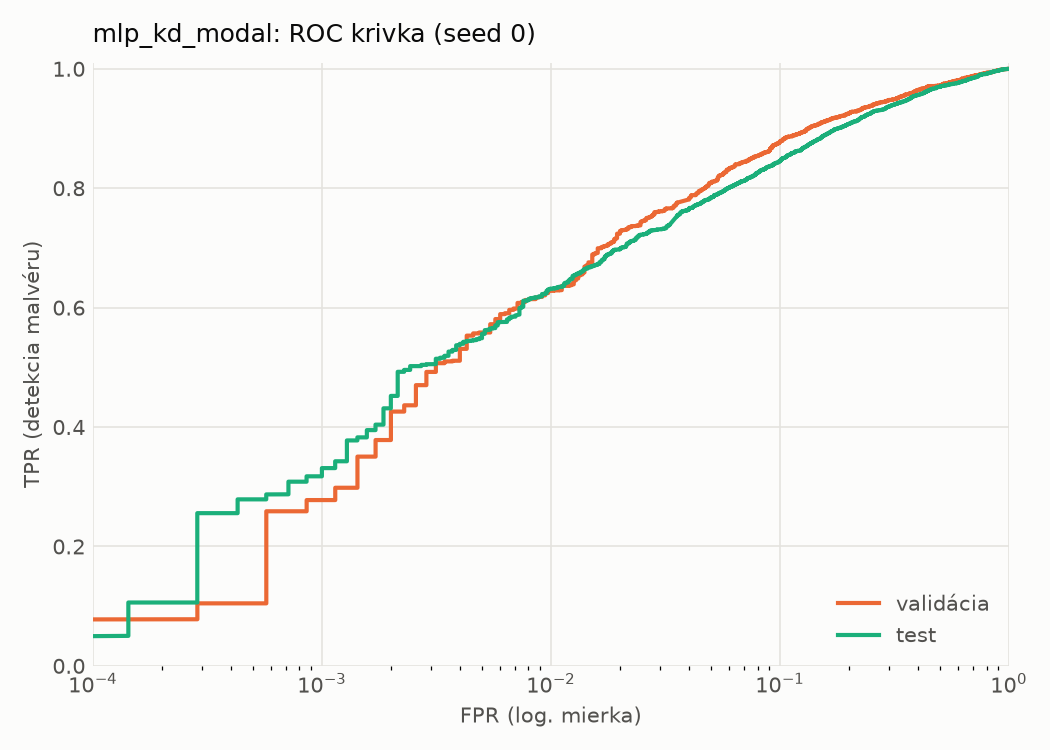 mlp_kd_modal: ROC krivka (seed 0)
1.0
0.8
0.6
0.4
0.2
0.0
TPR (detekcia malvéru)
validácia
test
10⁻⁴ 10⁻³ 10⁻² 10⁻¹ 10⁰
FPR (log. mierka)